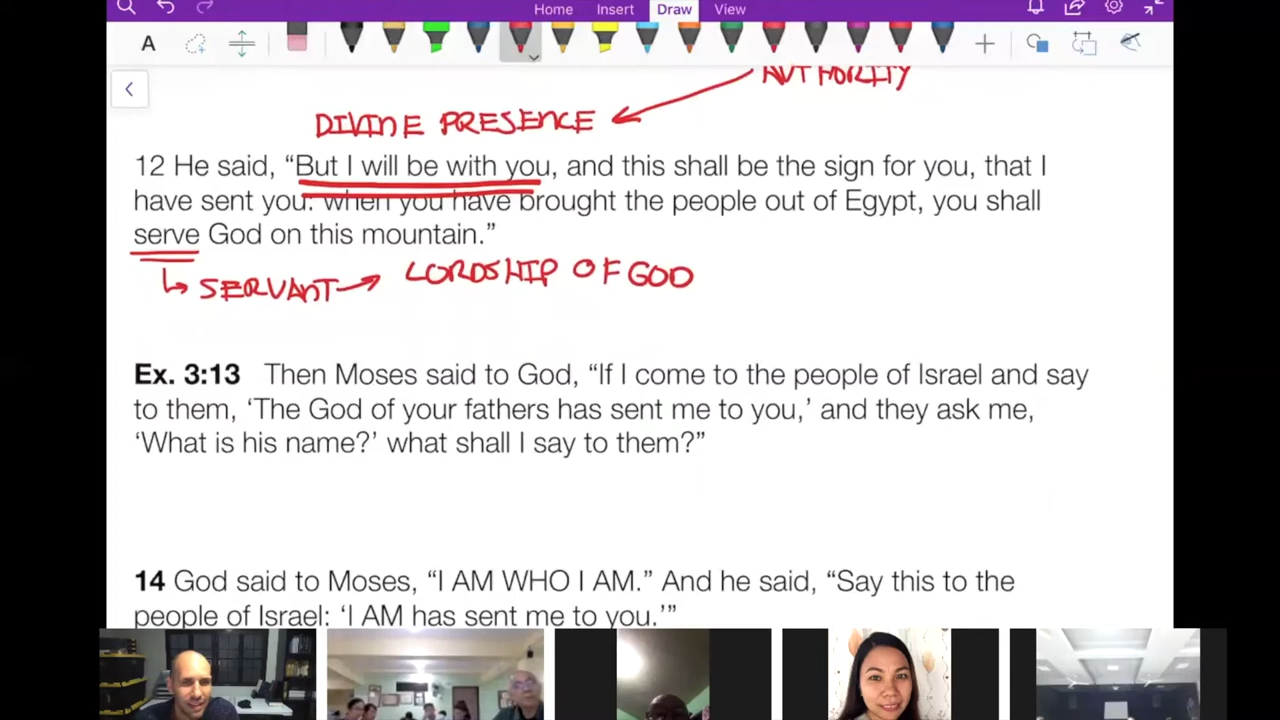 Home Insert Draw View
A
AUTHORITY
DIVINE PRESENCE
12 He said, “But I will be with you, and this shall be the sign for you, that I
have sent you: when you have brought the people out of Egypt, you shall
serve God on this mountain.”
SERVANT LORDSHIP OF GOD
Ex. 3:13 Then Moses said to God, “If I come to the people of Israel and say
to them, ‘The God of your fathers has sent me to you,’ and they ask me,
‘What is his name?’ what shall I say to them?”
14 God said to Moses, “I AM WHO I AM.” And he said, “Say this to the
people of Israel: ‘I AM has sent me to you.’”